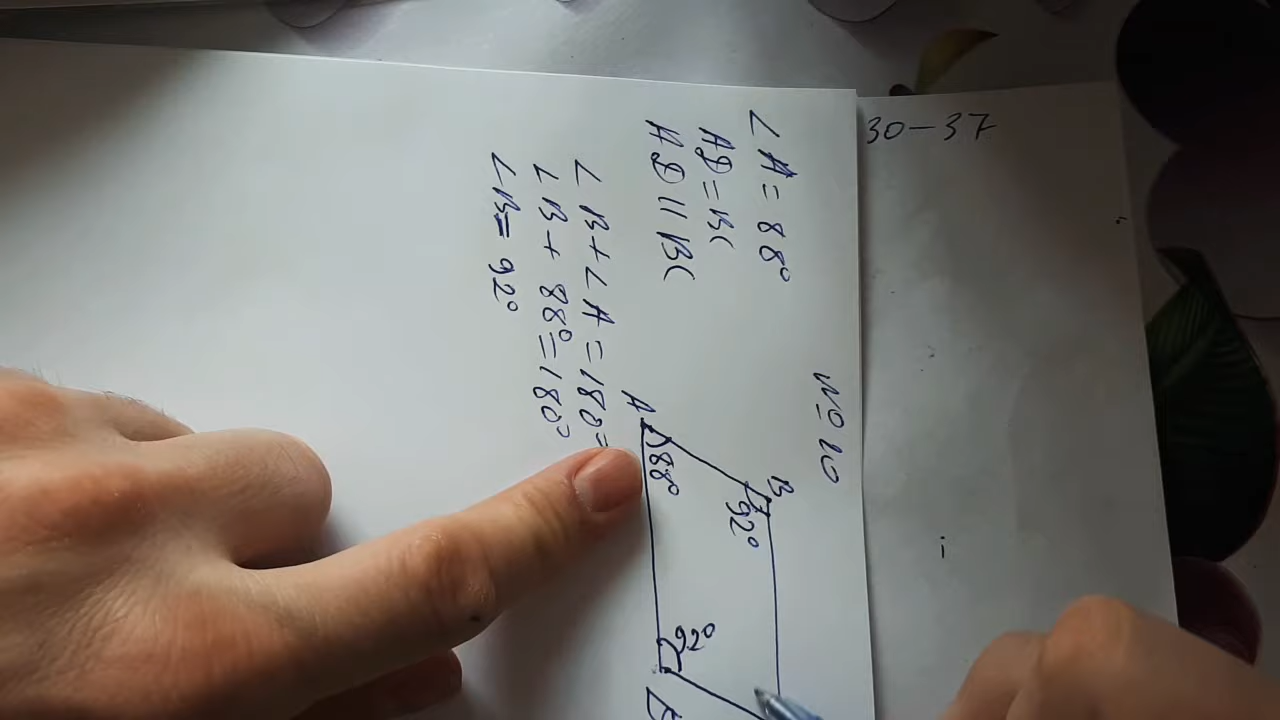 30-37
№ 10
∠A = 88°
AD = BC
AD || BC
∠B + ∠A = 180°
∠B + 88° = 180°
∠B = 92°
A
88°
B
92°
92°